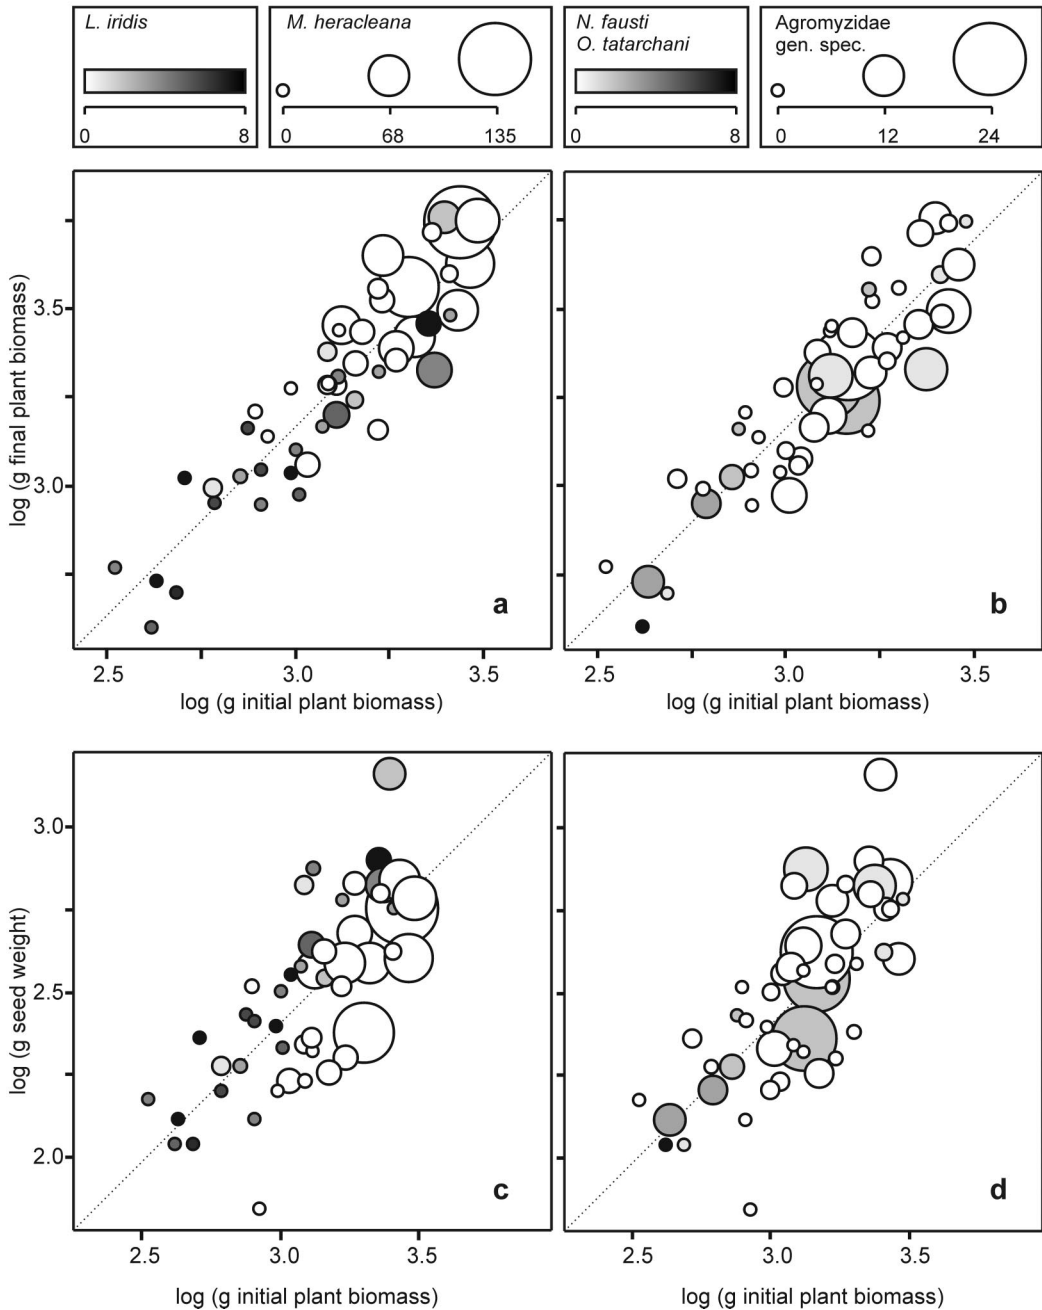 L. iridis
0 8
M. heracleana
0 68 135
N. fausti
O. tatarchani
0 8
Agromyzidae
gen. spec.
0 12 24
log (g final plant biomass)
3.5
3.0
2.5 3.0 3.5
log (g initial plant biomass)
a
2.5 3.0 3.5
log (g initial plant biomass)
b
log (g seed weight)
3.0
2.5
2.0
2.5 3.0 3.5
log (g initial plant biomass)
c
2.5 3.0 3.5
log (g initial plant biomass)
d